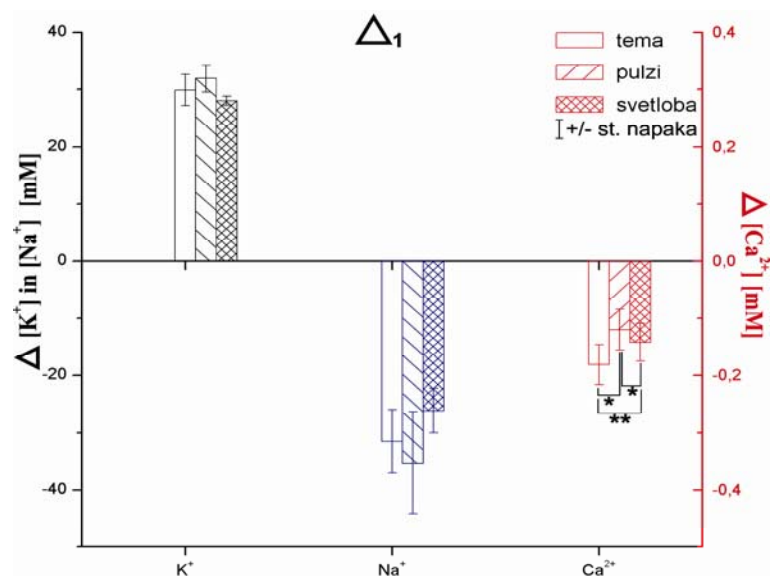 △₁
tema
pulzi
svetloba
+/- st. napaka
Δ [K⁺] in [Na⁺] [mM]
40
20
0
-20
-40
0,4
0,2
0,0
-0,2
-0,4
Δ [Ca²⁺] [mM]
*
*
**
K⁺
Na⁺
Ca²⁺